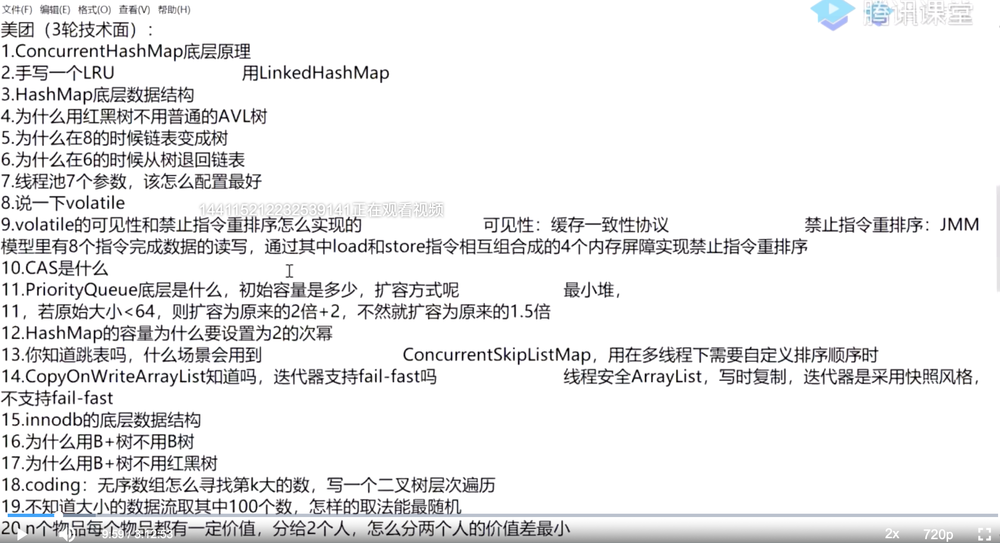 文件(F) 编辑(E) 格式(O) 查看(V) 帮助(H)
腾讯课堂
美团（3轮技术面）：
1.ConcurrentHashMap底层原理
2.手写一个LRU 用LinkedHashMap
3.HashMap底层数据结构
4.为什么用红黑树不用普通的AVL树
5.为什么在8的时候链表变成树
6.为什么在6的时候从树退回链表
7.线程池7个参数，该怎么配置最好
8.说一下volatile
144115212232539141正在观看视频
9.volatile的可见性和禁止指令重排序怎么实现的 可见性：缓存一致性协议 禁止指令重排序：JMM
模型里有8个指令完成数据的读写，通过其中load和store指令相互组合成的4个内存屏障实现禁止指令重排序
10.CAS是什么
11.PriorityQueue底层是什么，初始容量是多少，扩容方式呢 最小堆，
11，若原始大小<64，则扩容为原来的2倍+2，不然就扩容为原来的1.5倍
12.HashMap的容量为什么要设置为2的次幂
13.你知道跳表吗，什么场景会用到 ConcurrentSkipListMap，用在多线程下需要自定义排序顺序时
14.CopyOnWriteArrayList知道吗，迭代器支持fail-fast吗 线程安全ArrayList，写时复制，迭代器是采用快照风格，
不支持fail-fast
15.innodb的底层数据结构
16.为什么用B+树不用B树
17.为什么用B+树不用红黑树
18.coding：无序数组怎么寻找第k大的数，写一个二叉树层次遍历
19.不知道大小的数据流取其中100个数，怎样的取法能最随机
20.n个物品每个物品都有一定价值，分给2个人，怎么分两个人的价值差最小
9:59 / 3:12:53 2x 720p